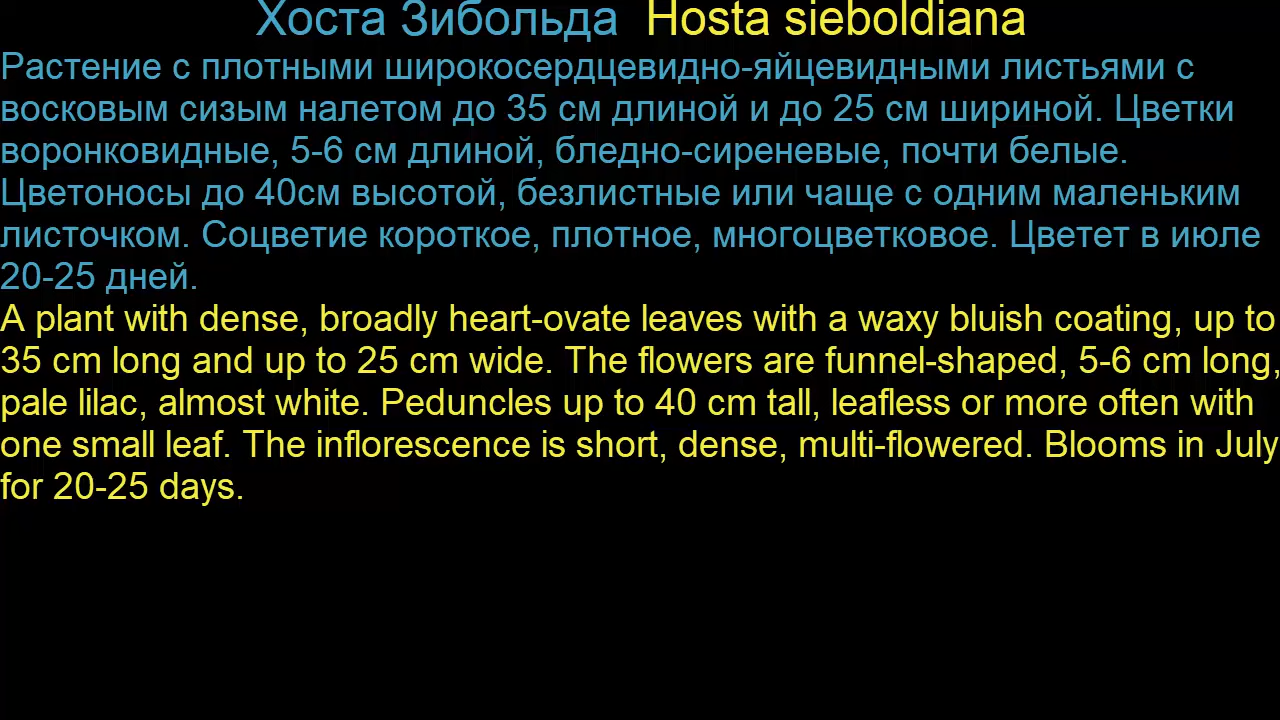 Хоста Зибольда  Hosta sieboldiana
Растение с плотными широкосердцевидно-яйцевидными листьями с
восковым сизым налетом до 35 см длиной и до 25 см шириной. Цветки
воронковидные, 5-6 см длиной, бледно-сиреневые, почти белые.
Цветоносы до 40см высотой, безлистные или чаще с одним маленьким
листочком. Соцветие короткое, плотное, многоцветковое. Цветет в июле
20-25 дней.
A plant with dense, broadly heart-ovate leaves with a waxy bluish coating, up to
35 cm long and up to 25 cm wide. The flowers are funnel-shaped, 5-6 cm long,
pale lilac, almost white. Peduncles up to 40 cm tall, leafless or more often with
one small leaf. The inflorescence is short, dense, multi-flowered. Blooms in July
for 20-25 days.